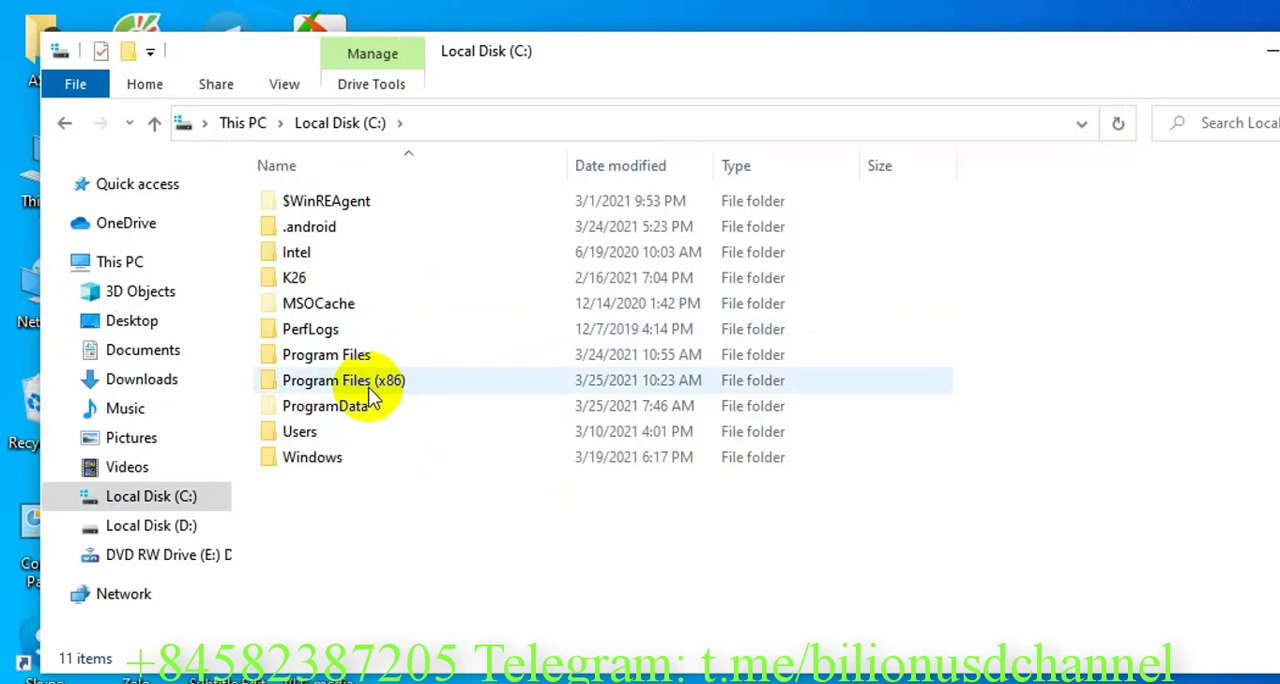 Manage Local Disk (C:)
File Home Share View Drive Tools
This PC Local Disk (C:) Search Local
Name Date modified Type Size
Quick access
OneDrive
This PC
3D Objects
Desktop
Documents
Downloads
Music
Pictures
Videos
Local Disk (C:)
Local Disk (D:)
DVD RW Drive (E:) D
Network
$WinREAgent 3/1/2021 9:53 PM File folder
.android 3/24/2021 5:23 PM File folder
Intel 6/19/2020 10:03 AM File folder
K26 2/16/2021 7:04 PM File folder
MSOCache 12/14/2020 1:42 PM File folder
PerfLogs 12/7/2019 4:14 PM File folder
Program Files 3/24/2021 10:55 AM File folder
Program Files (x86) 3/25/2021 10:23 AM File folder
ProgramData 3/25/2021 7:46 AM File folder
Users 3/10/2021 4:01 PM File folder
Windows 3/19/2021 6:17 PM File folder
11 items
+84582387205 Telegram: t.me/bilionusdchannel